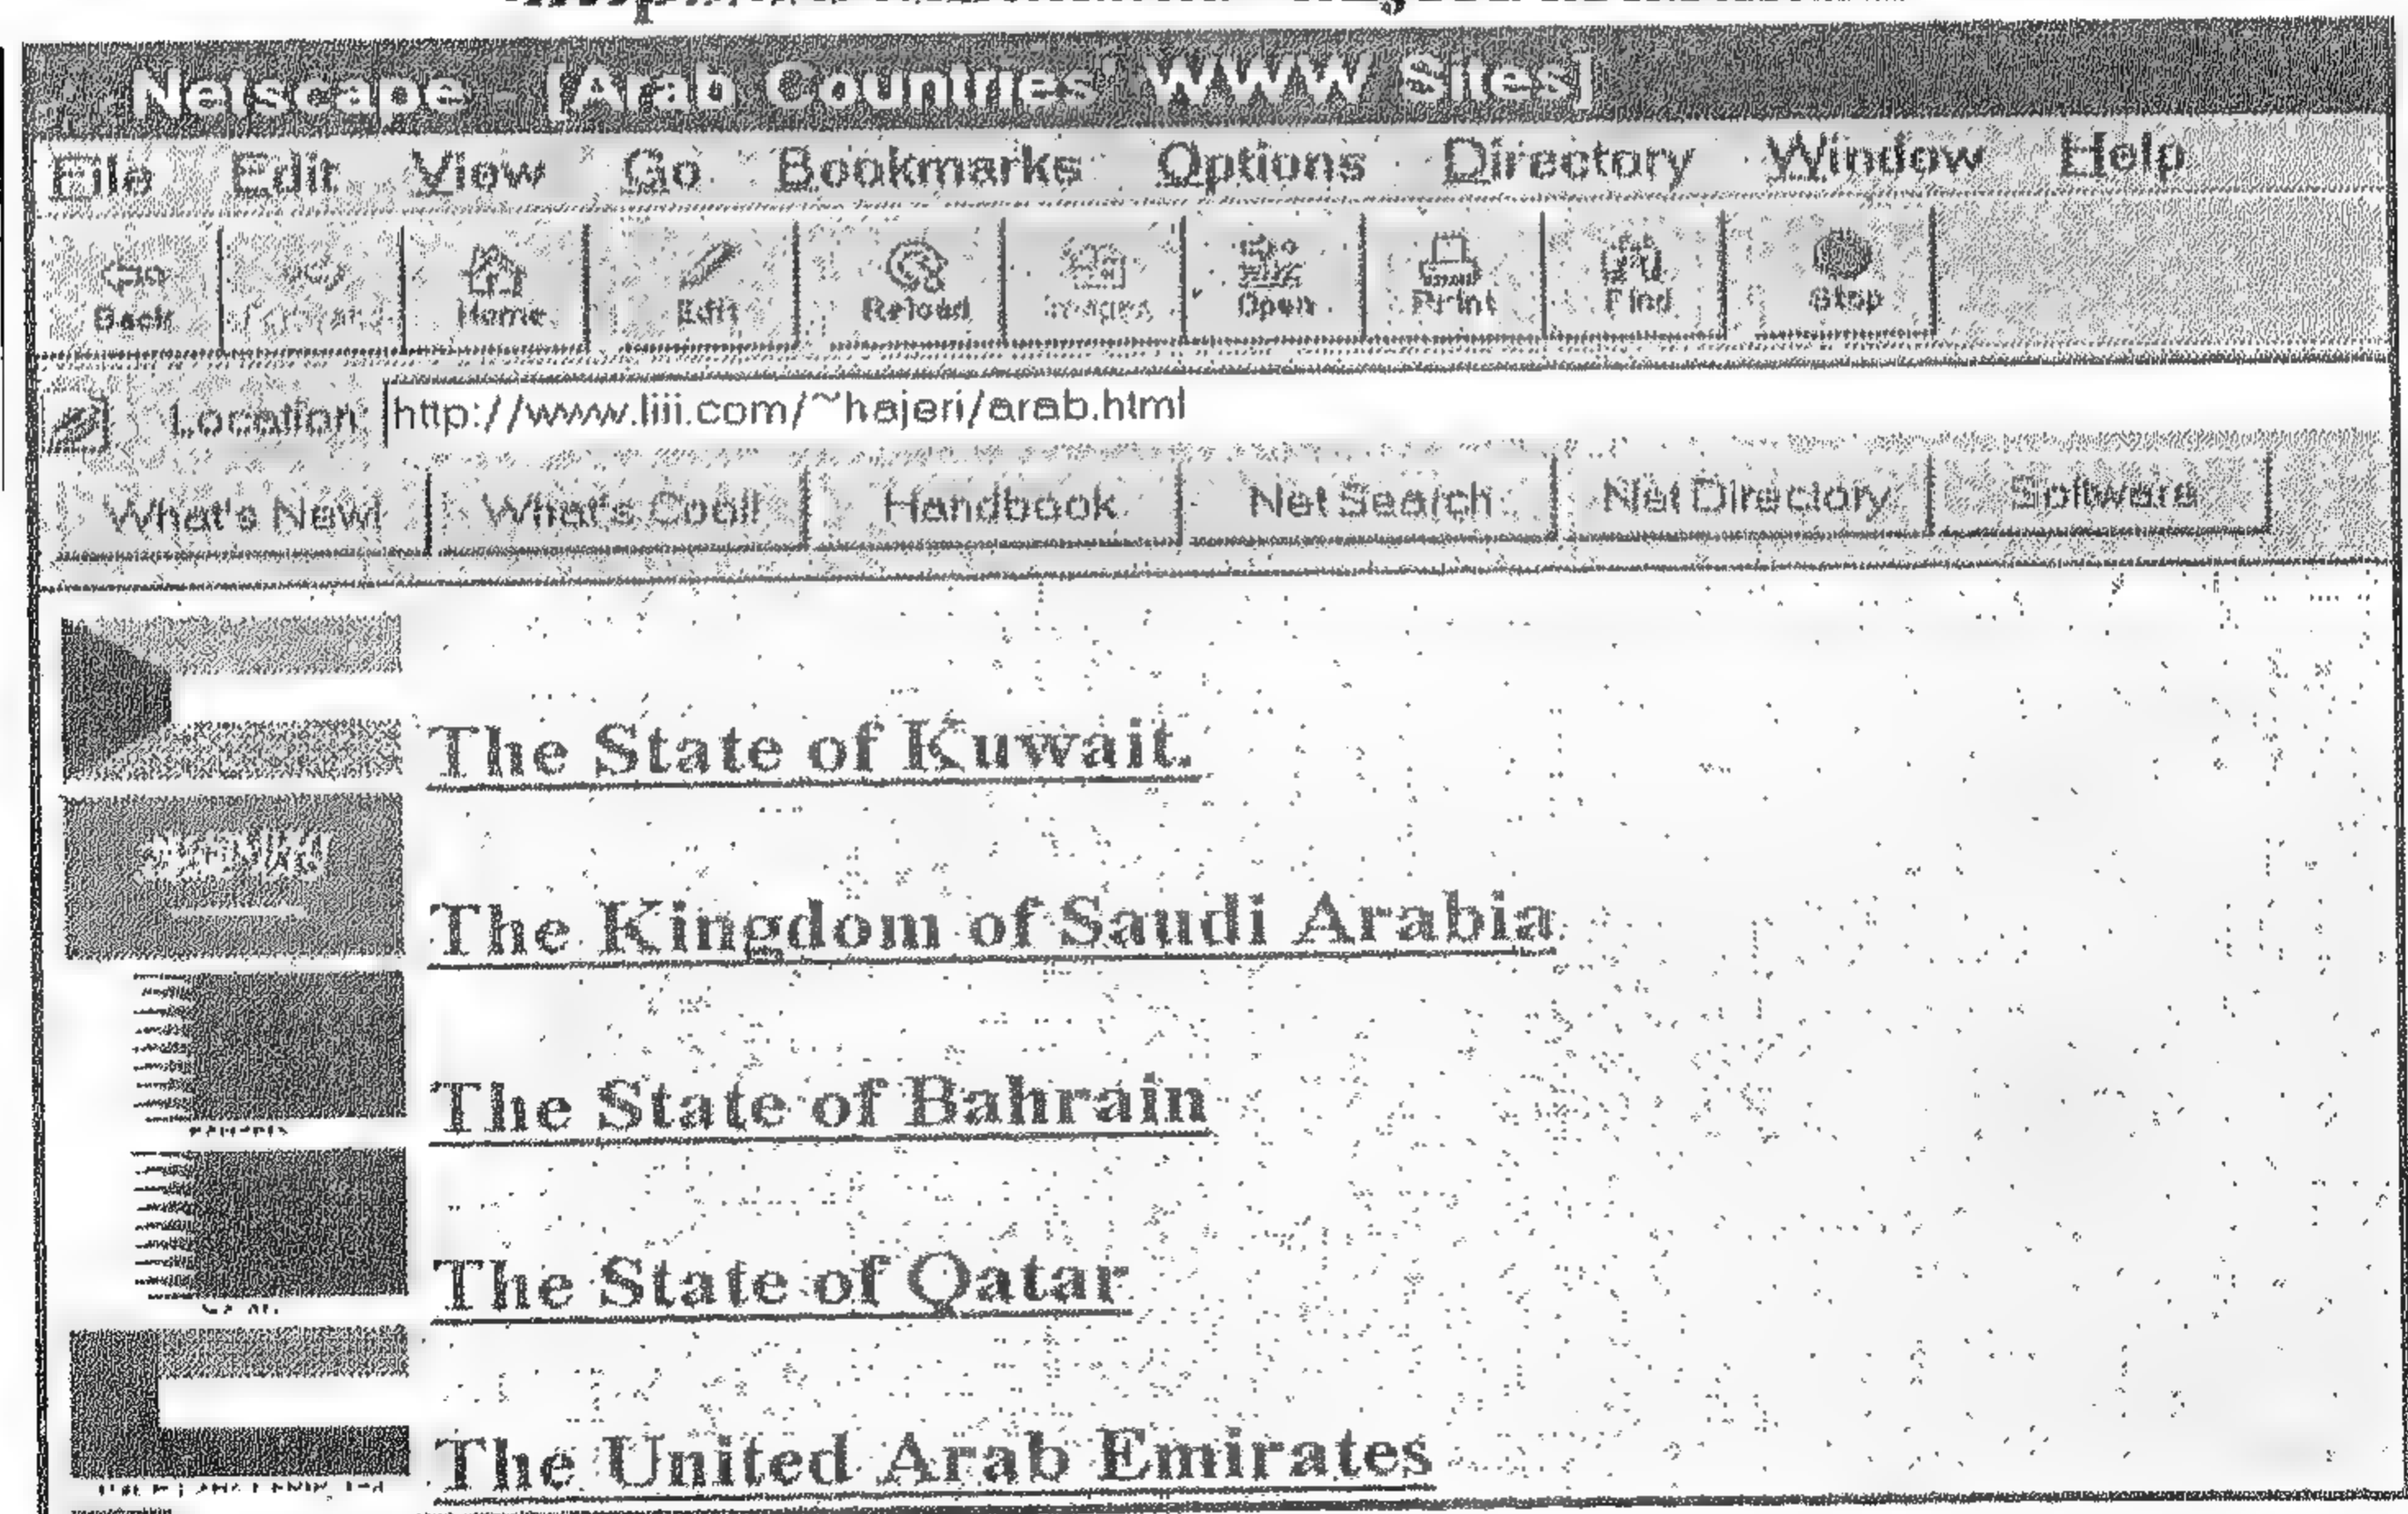 Netscape - [Arab Countries' WWW Sites]
File Edit View Go Bookmarks Options Directory Window Help
Back Forward Home Edit Reload Images Open Print Find Stop
Location http://www.liii.com/~hajeri/arab.html
What's New! What's Cool! Handbook Net Search Net Directory Software
The State of Kuwait.
The Kingdom of Saudi Arabia
The State of Bahrain
The State of Qatar
The United Arab Emirates